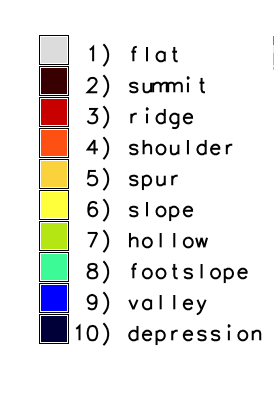 1) flat
2) summit
3) ridge
4) shoulder
5) spur
6) slope
7) hollow
8) footslope
9) valley
10) depression